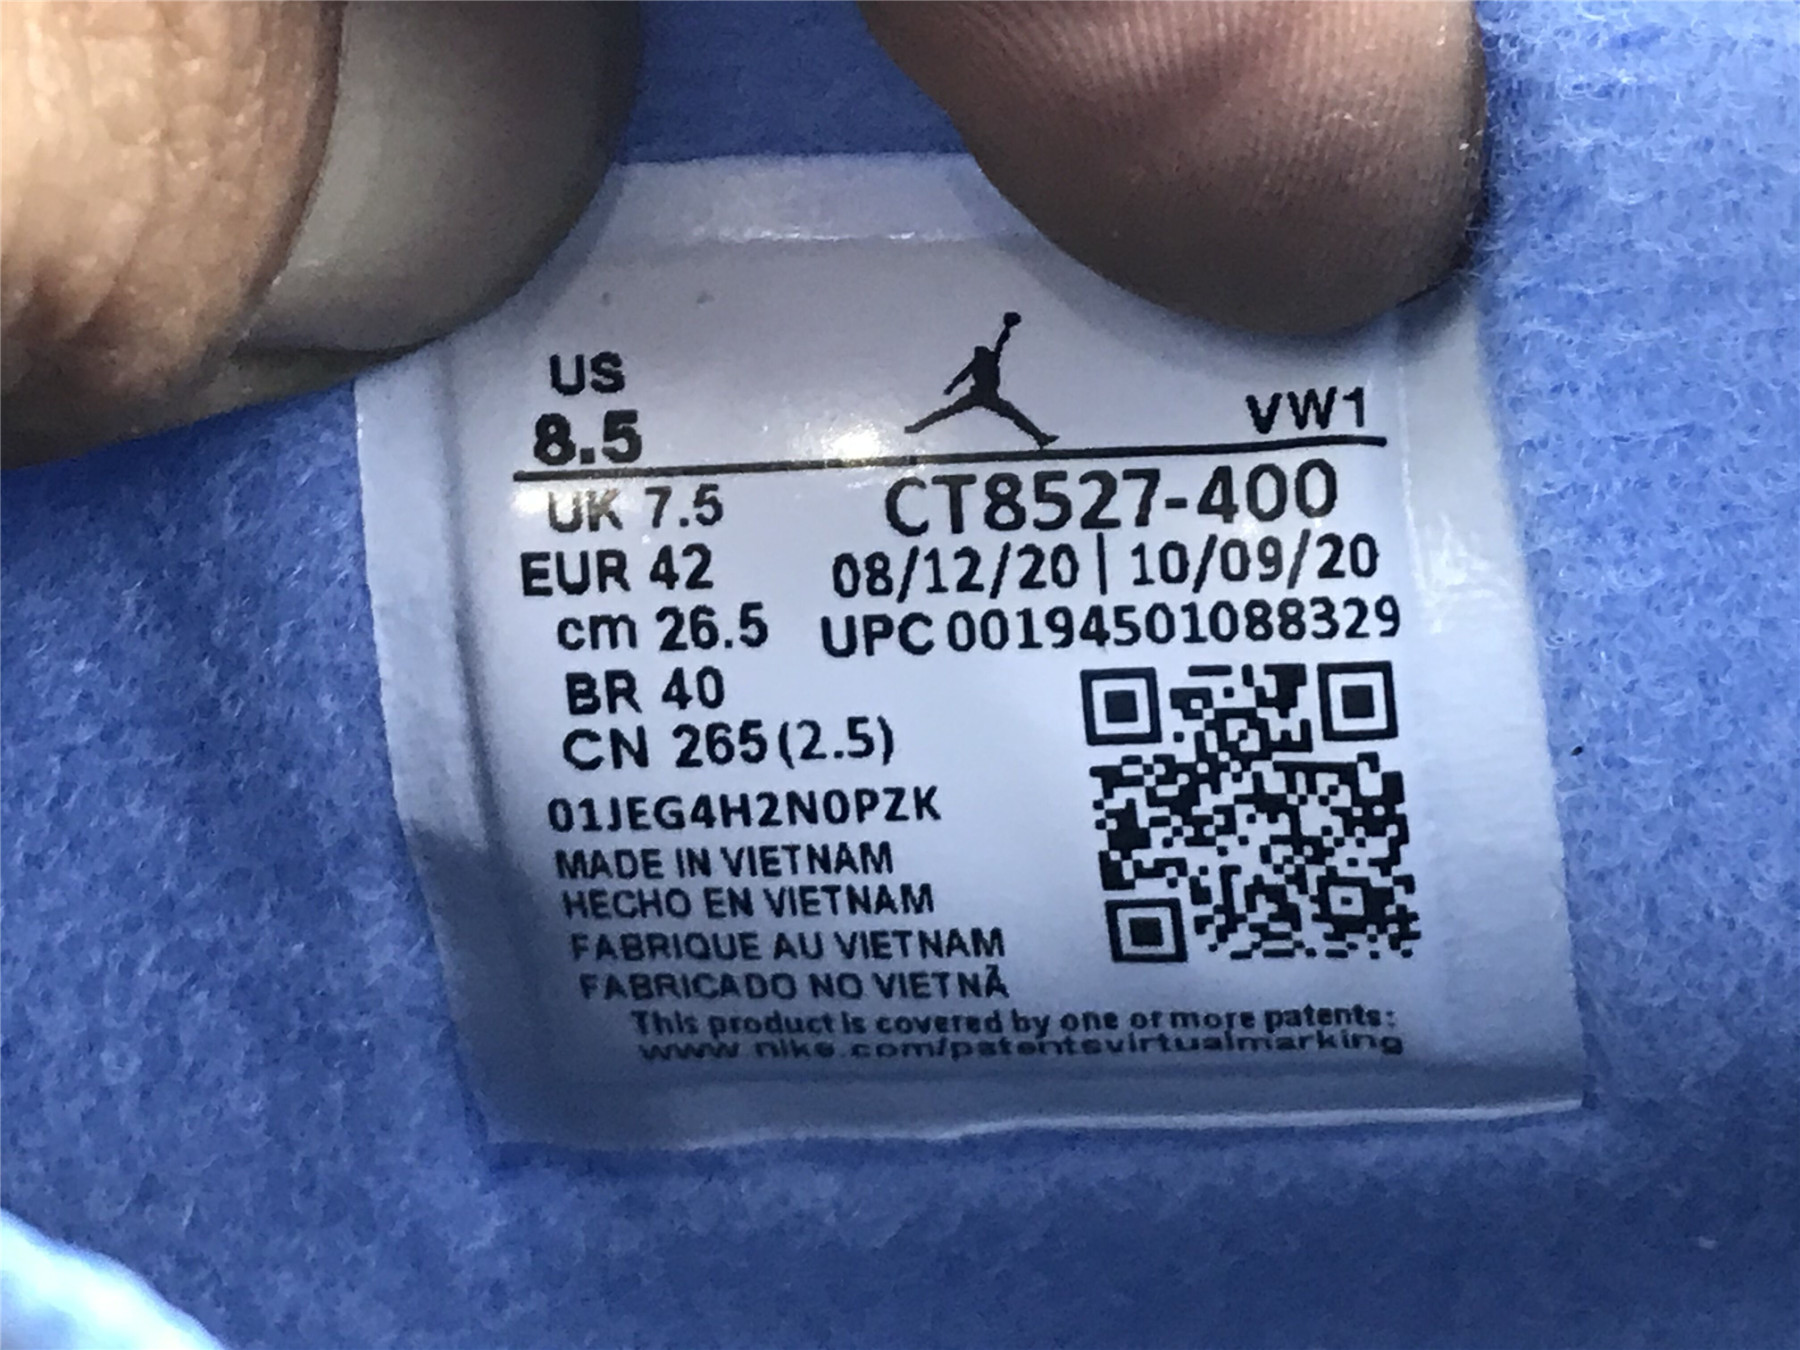 US
8.5
VW1
UK 7.5
CT8527-400
EUR 42
08/12/20 | 10/09/20
cm 26.5
UPC 00194501088329
BR 40
CN 265(2.5)
01JEG4H2N0PZK
MADE IN VIETNAM
HECHO EN VIETNAM
FABRIQUE AU VIETNAM
FABRICADO NO VIETNÃ
This product is covered by one or more patents:
www nike.com/patentsvirtualmarking